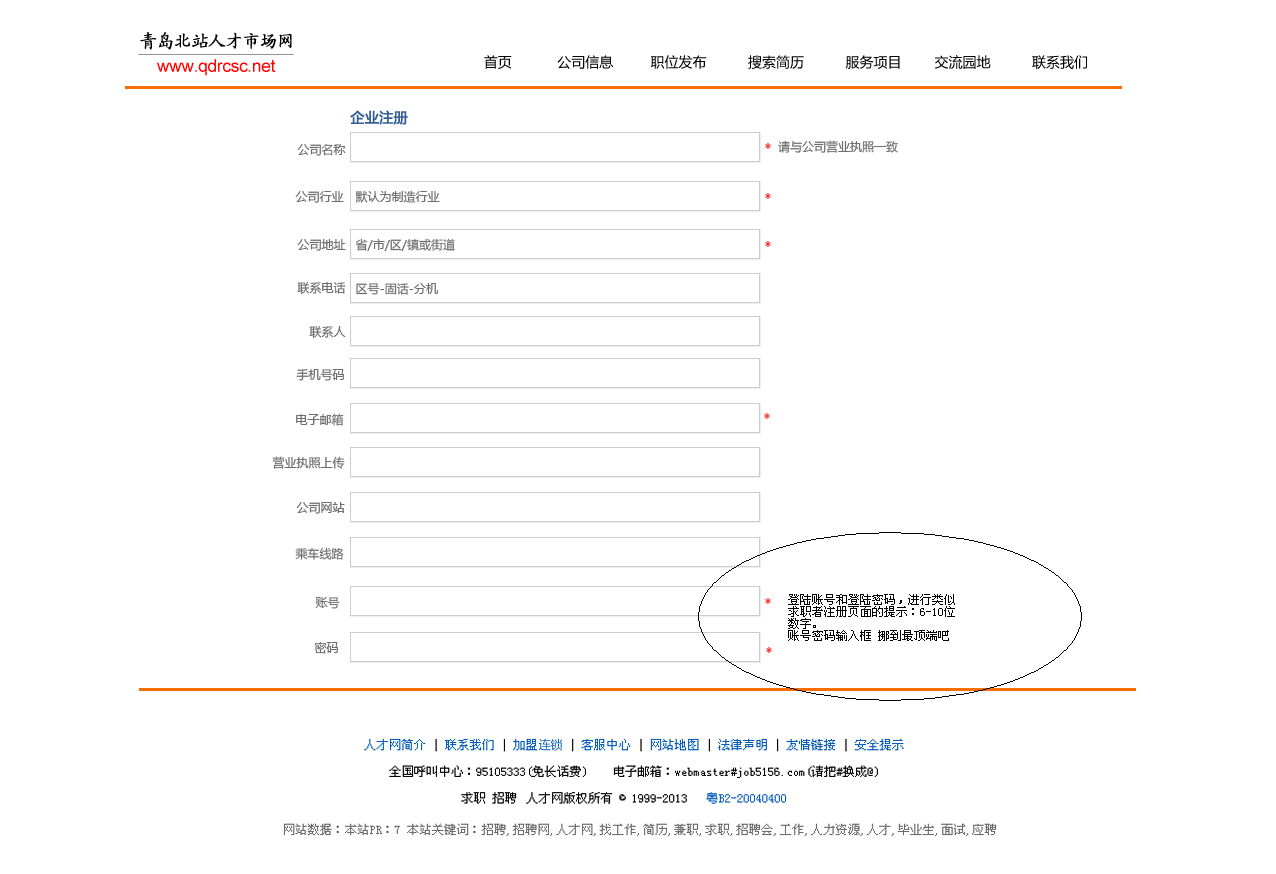 青岛北站人才市场网
www.qdrcsc.net
首页 公司信息 职位发布 搜索简历 服务项目 交流园地 联系我们
企业注册
公司名称 * 请与公司营业执照一致
公司行业 默认为制造行业 *
公司地址 省/市/区/镇或街道 *
联系电话 区号-固话-分机
联系人
手机号码
电子邮箱 *
营业执照上传
公司网站
乘车线路
账号 *
密码 *
登陆账号和登陆密码，进行类似
求职者注册页面的提示：6-10位
数字。
账号密码输入框 挪到最顶端吧
人才网简介 | 联系我们 | 加盟连锁 | 客服中心 | 网站地图 | 法律声明 | 友情链接 | 安全提示
全国呼叫中心：95105333(免长话费) 电子邮箱：webmaster#job5156.com(请把#换成@)
求职 招聘 人才网版权所有 © 1999-2013 粤B2-20040400
网站数据：本站PR：7 本站关键词：招聘,招聘网,人才网,找工作,简历,兼职,求职,招聘会,工作,人力资源,人才,毕业生,面试,应聘